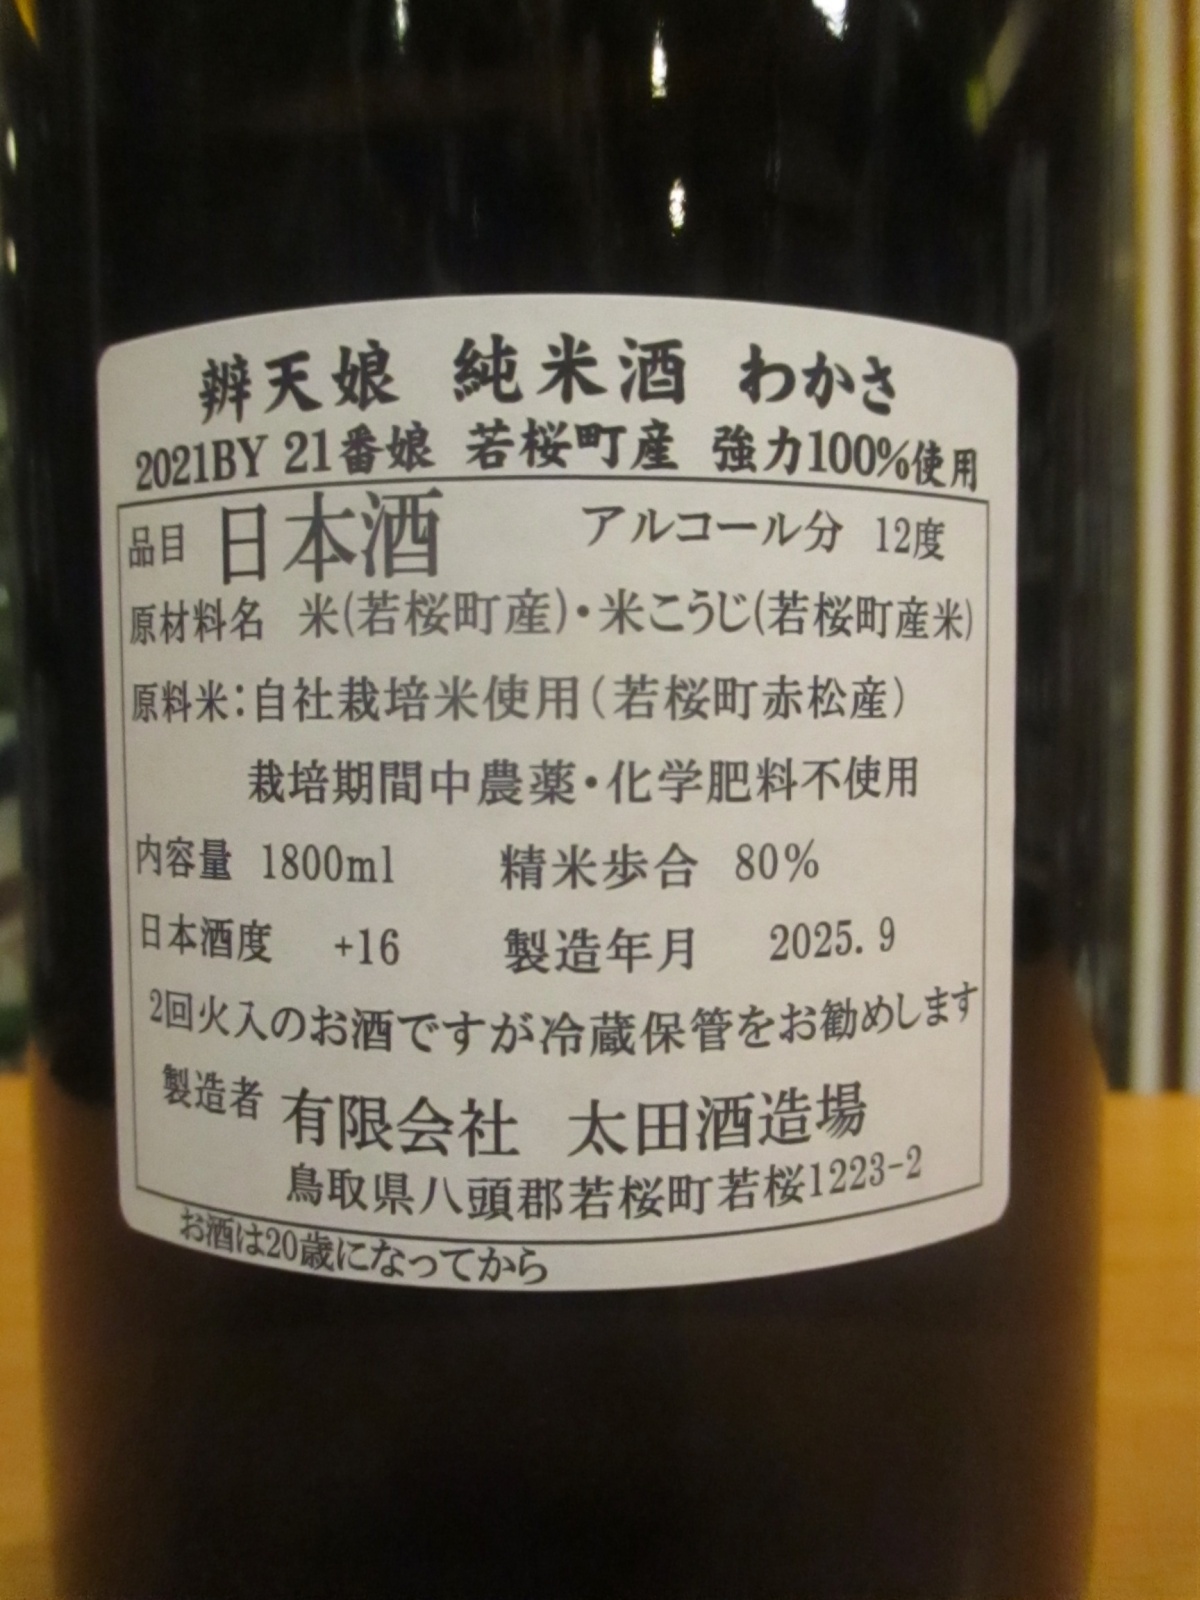 辨天娘 純米酒 わかさ
2021BY 21番娘 若桜町産 強力100%使用
品目 日本酒 アルコール分 12度
原材料名 米(若桜町産)・米こうじ(若桜町産米)
原料米:自社栽培米使用(若桜町赤松産)
栽培期間中農薬・化学肥料不使用
内容量 1800ml 精米歩合 80%
日本酒度 +16 製造年月 2025.9
2回火入のお酒ですが冷蔵保管をお勧めします
製造者 有限会社 太田酒造場
鳥取県八頭郡若桜町若桜1223-2
お酒は20歳になってから